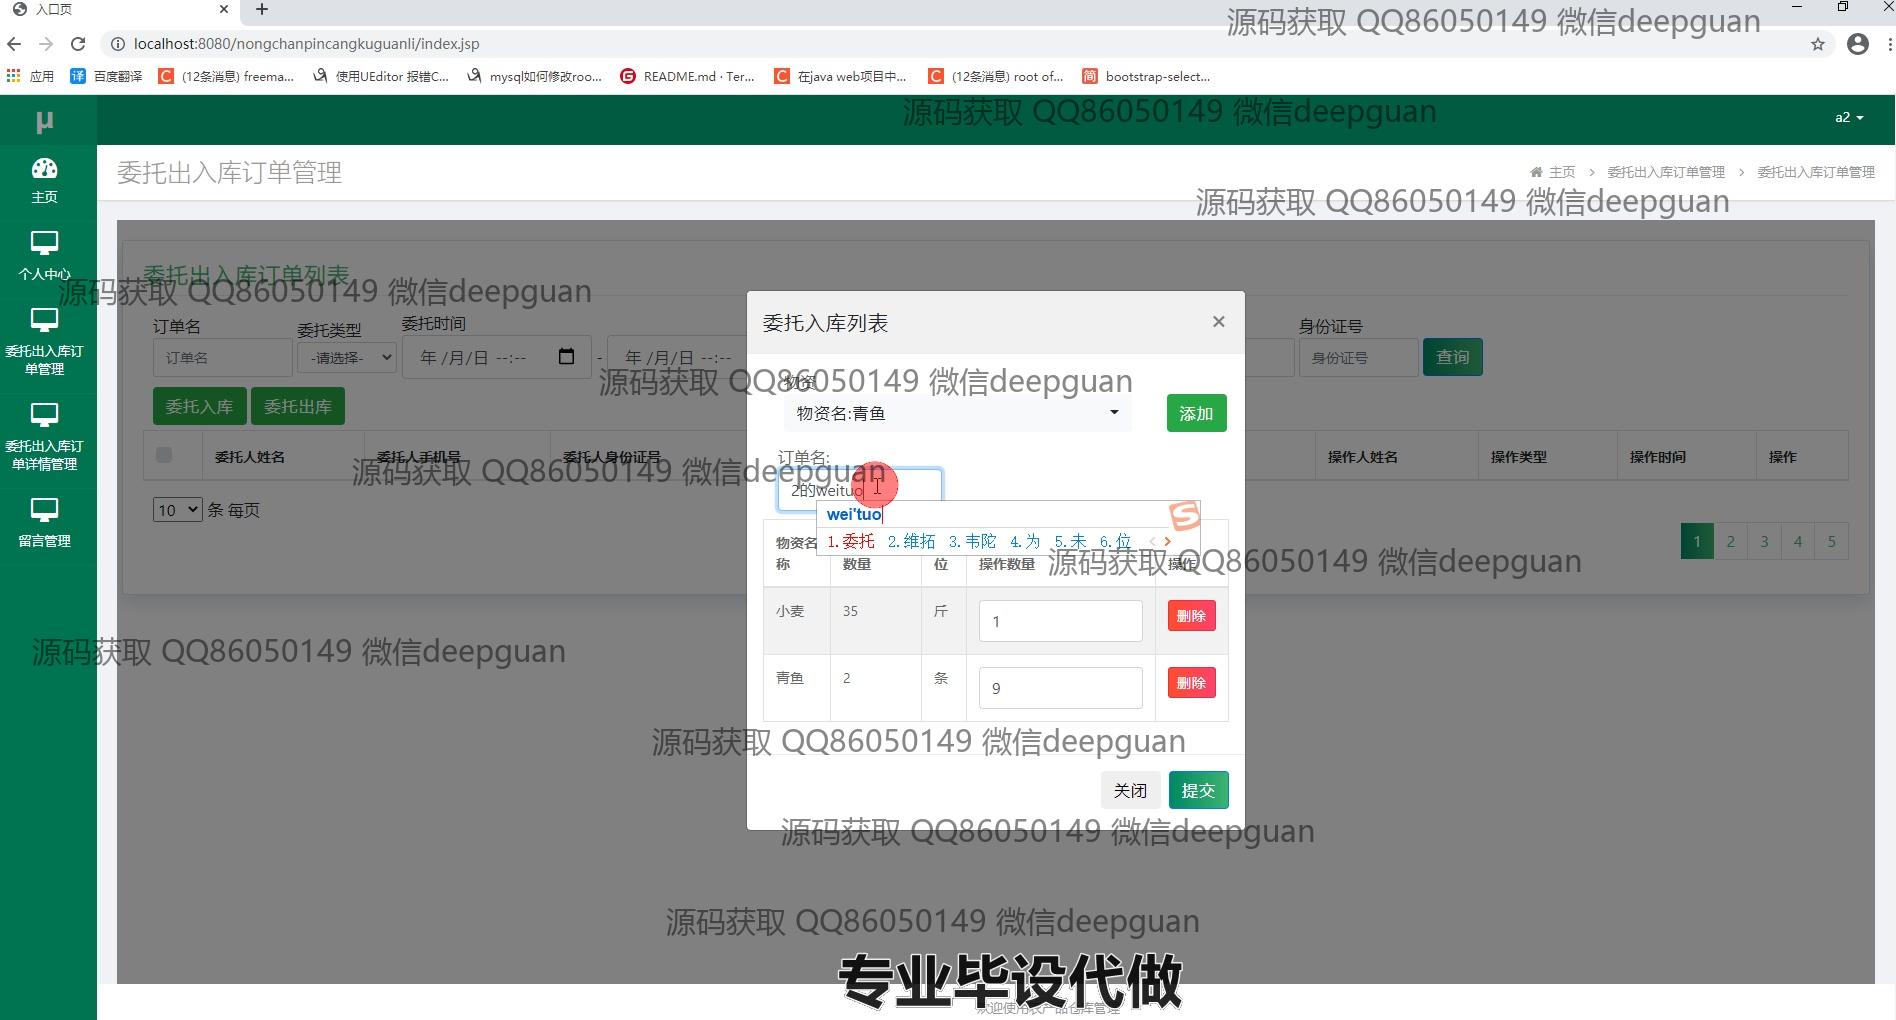 入口页
源码获取 QQ86050149 微信deepguan
localhost:8080/nongchanpincangkuguanli/index.jsp
应用 百度翻译 (12条消息) freema... 使用UEditor 报错C... mysql如何修改roo... README.md · Ter... 在java web项目中... (12条消息) root of... bootstrap-select...
μ
源码获取 QQ86050149 微信deepguan
a2
主页
委托出入库订单管理
主页 > 委托出入库订单管理 > 委托出入库订单管理
源码获取 QQ86050149 微信deepguan
个人中心
委托出入库订单列表
源码获取 QQ86050149 微信deepguan
委托出入库订单管理
订单名 委托类型 委托时间 身份证号
订单名 -请选择- 年 /月/日 --:-- - 年 /月/日 --:-- 身份证号 查询
委托入库 委托出库
委托入库列表 ×
物资
源码获取 QQ86050149 微信deepguan
物资名:青鱼 添加
委托出入库订单详情管理
委托人姓名 委托人手机号 委托人身份证号 操作人姓名 操作类型 操作时间 操作
订单名:
源码获取 QQ86050149 微信deepguan
2的weituo
wei'tuo
1.委托 2.维拓 3.韦陀 4.为 5.未 6.位
10 条 每页
留言管理
1 2 3 4 5
物资名称 数量 位 操作数量 操作
源码获取 QQ86050149 微信deepguan
小麦 35 斤 1 删除
源码获取 QQ86050149 微信deepguan
青鱼 2 条 9 删除
源码获取 QQ86050149 微信deepguan
关闭 提交
源码获取 QQ86050149 微信deepguan
源码获取 QQ86050149 微信deepguan
专业毕设代做
欢迎使用农产品仓库管理